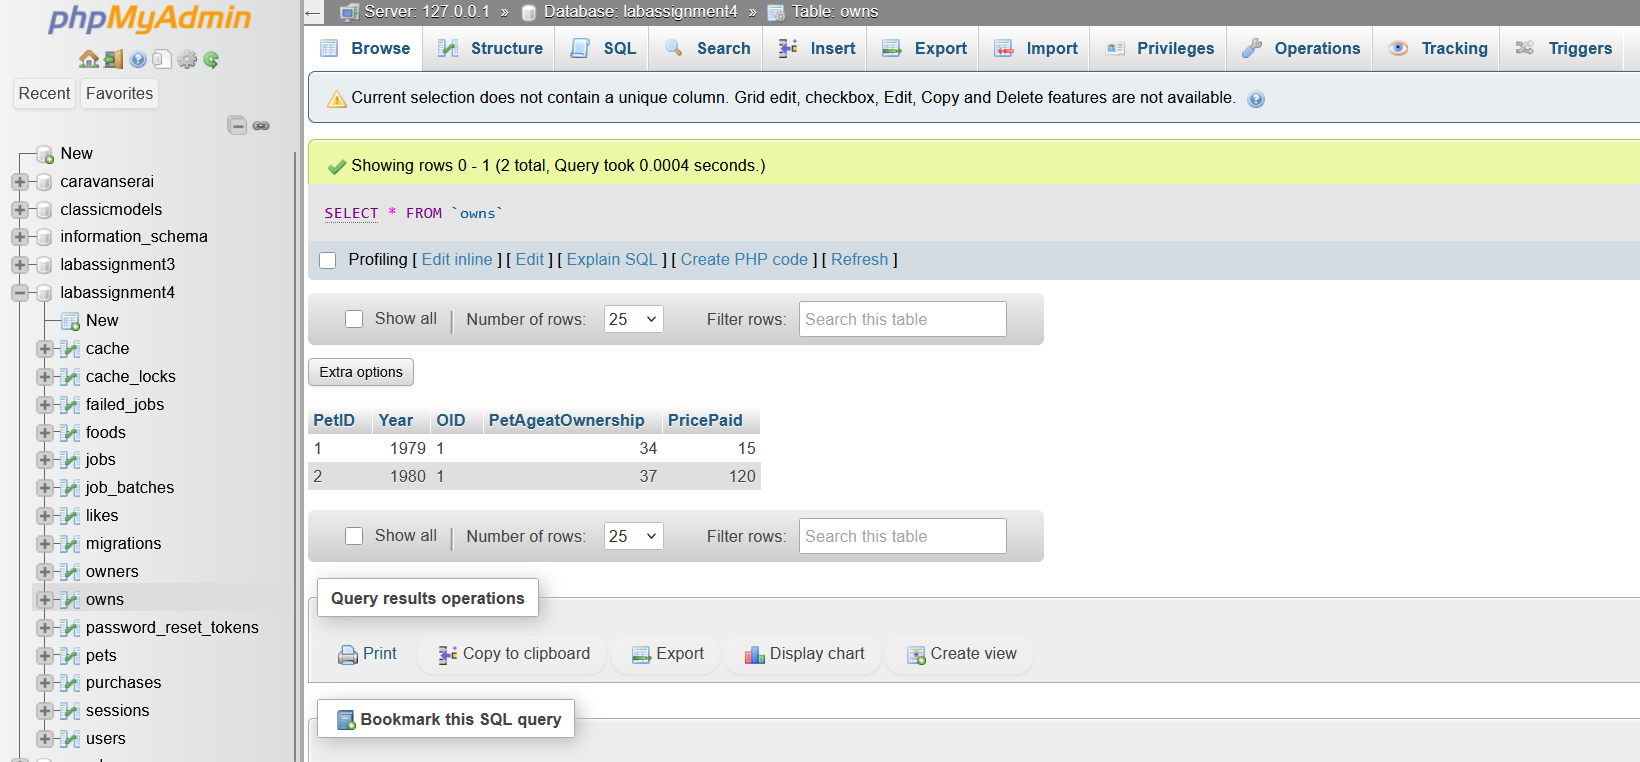 phpMyAdmin
Recent Favorites
New
caravanserai
classicmodels
information_schema
labassignment3
labassignment4
New
cache
cache_locks
failed_jobs
foods
jobs
job_batches
likes
migrations
owners
owns
password_reset_tokens
pets
purchases
sessions
users
← Server: 127.0.0.1 » Database: labassignment4 » Table: owns
Browse Structure SQL Search Insert Export Import Privileges Operations Tracking Triggers
Current selection does not contain a unique column. Grid edit, checkbox, Edit, Copy and Delete features are not available.
Showing rows 0 - 1 (2 total, Query took 0.0004 seconds.)
SELECT * FROM `owns`
Profiling [ Edit inline ] [ Edit ] [ Explain SQL ] [ Create PHP code ] [ Refresh ]
Show all | Number of rows: 25 Filter rows: Search this table
Extra options
PetID Year OID PetAgeatOwnership PricePaid
1 1979 1 34 15
2 1980 1 37 120
Show all | Number of rows: 25 Filter rows: Search this table
Query results operations
Print Copy to clipboard Export Display chart Create view
Bookmark this SQL query